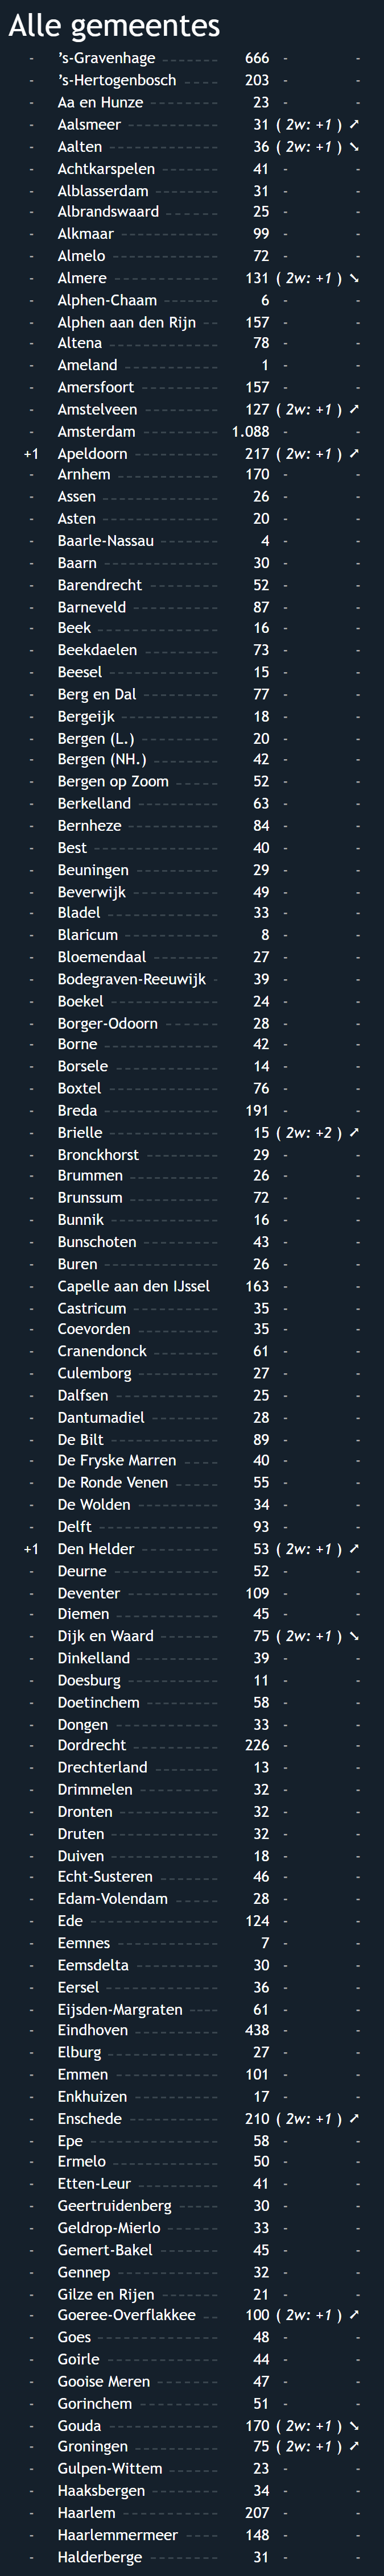 Alle gemeentes
- ’s-Gravenhage 666 - -
- ’s-Hertogenbosch 203 - -
- Aa en Hunze 23 - -
- Aalsmeer 31 ( 2w: +1 ) ➚
- Aalten 36 ( 2w: +1 ) ➘
- Achtkarspelen 41 - -
- Alblasserdam 31 - -
- Albrandswaard 25 - -
- Alkmaar 99 - -
- Almelo 72 - -
- Almere 131 ( 2w: +1 ) ➘
- Alphen-Chaam 6 - -
- Alphen aan den Rijn 157 - -
- Altena 78 - -
- Ameland 1 - -
- Amersfoort 157 - -
- Amstelveen 127 ( 2w: +1 ) ➚
- Amsterdam 1.088 - -
+1 Apeldoorn 217 ( 2w: +1 ) ➚
- Arnhem 170 - -
- Assen 26 - -
- Asten 20 - -
- Baarle-Nassau 4 - -
- Baarn 30 - -
- Barendrecht 52 - -
- Barneveld 87 - -
- Beek 16 - -
- Beekdaelen 73 - -
- Beesel 15 - -
- Berg en Dal 77 - -
- Bergeijk 18 - -
- Bergen (L.) 20 - -
- Bergen (NH.) 42 - -
- Bergen op Zoom 52 - -
- Berkelland 63 - -
- Bernheze 84 - -
- Best 40 - -
- Beuningen 29 - -
- Beverwijk 49 - -
- Bladel 33 - -
- Blaricum 8 - -
- Bloemendaal 27 - -
- Bodegraven-Reeuwijk 39 - -
- Boekel 24 - -
- Borger-Odoorn 28 - -
- Borne 42 - -
- Borsele 14 - -
- Boxtel 76 - -
- Breda 191 - -
- Brielle 15 ( 2w: +2 ) ➚
- Bronckhorst 29 - -
- Brummen 26 - -
- Brunssum 72 - -
- Bunnik 16 - -
- Bunschoten 43 - -
- Buren 26 - -
- Capelle aan den IJssel 163 - -
- Castricum 35 - -
- Coevorden 35 - -
- Cranendonck 61 - -
- Culemborg 27 - -
- Dalfsen 25 - -
- Dantumadiel 28 - -
- De Bilt 89 - -
- De Fryske Marren 40 - -
- De Ronde Venen 55 - -
- De Wolden 34 - -
- Delft 93 - -
+1 Den Helder 53 ( 2w: +1 ) ➚
- Deurne 52 - -
- Deventer 109 - -
- Diemen 45 - -
- Dijk en Waard 75 ( 2w: +1 ) ➘
- Dinkelland 39 - -
- Doesburg 11 - -
- Doetinchem 58 - -
- Dongen 33 - -
- Dordrecht 226 - -
- Drechterland 13 - -
- Drimmelen 32 - -
- Dronten 32 - -
- Druten 32 - -
- Duiven 18 - -
- Echt-Susteren 46 - -
- Edam-Volendam 28 - -
- Ede 124 - -
- Eemnes 7 - -
- Eemsdelta 30 - -
- Eersel 36 - -
- Eijsden-Margraten 61 - -
- Eindhoven 438 - -
- Elburg 27 - -
- Emmen 101 - -
- Enkhuizen 17 - -
- Enschede 210 ( 2w: +1 ) ➚
- Epe 58 - -
- Ermelo 50 - -
- Etten-Leur 41 - -
- Geertruidenberg 30 - -
- Geldrop-Mierlo 33 - -
- Gemert-Bakel 45 - -
- Gennep 32 - -
- Gilze en Rijen 21 - -
- Goeree-Overflakkee 100 ( 2w: +1 ) ➚
- Goes 48 - -
- Goirle 44 - -
- Gooise Meren 47 - -
- Gorinchem 51 - -
- Gouda 170 ( 2w: +1 ) ➘
- Groningen 75 ( 2w: +1 ) ➚
- Gulpen-Wittem 23 - -
- Haaksbergen 34 - -
- Haarlem 207 - -
- Haarlemmermeer 148 - -
- Halderberge 31 - -